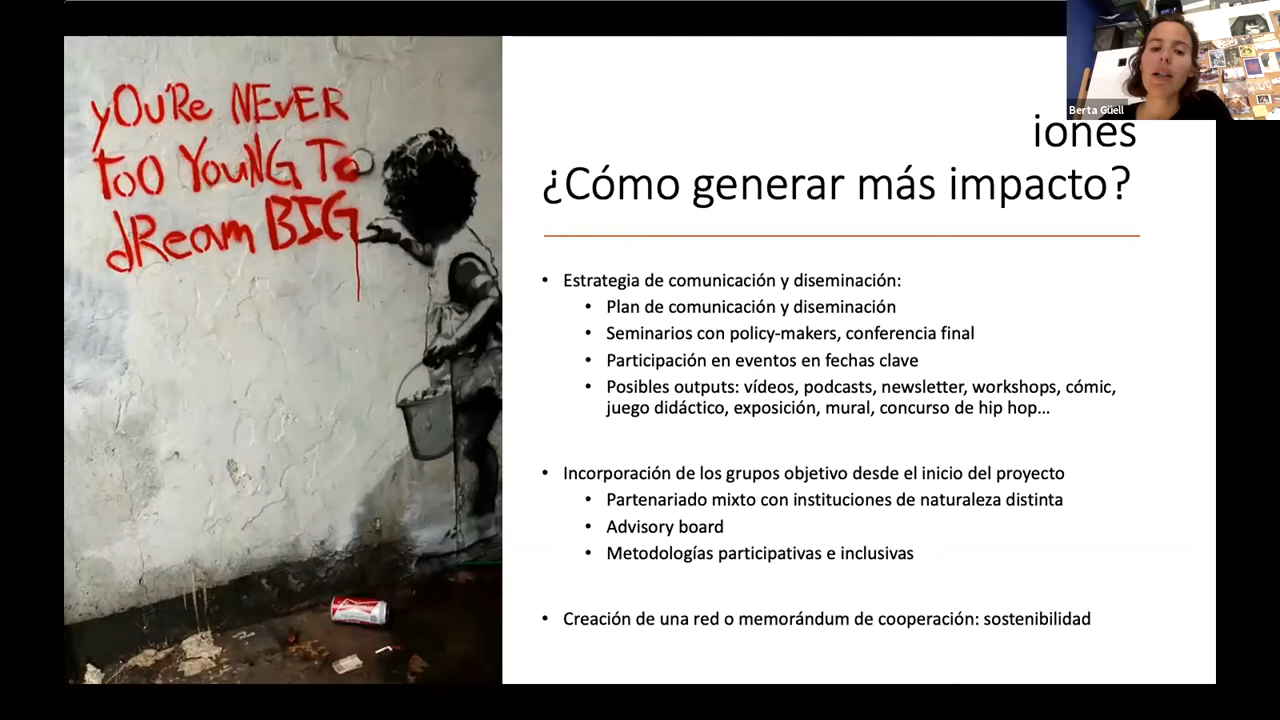 yOU'Re NEvER
ToO YouNG To
dReam BIG
Berta Güell
iones
¿Cómo generar más impacto?
• Estrategia de comunicación y diseminación:
• Plan de comunicación y diseminación
• Seminarios con policy-makers, conferencia final
• Participación en eventos en fechas clave
• Posibles outputs: vídeos, podcasts, newsletter, workshops, cómic,
juego didáctico, exposición, mural, concurso de hip hop...
• Incorporación de los grupos objetivo desde el inicio del proyecto
• Partenariado mixto con instituciones de naturaleza distinta
• Advisory board
• Metodologías participativas e inclusivas
• Creación de una red o memorándum de cooperación: sostenibilidad